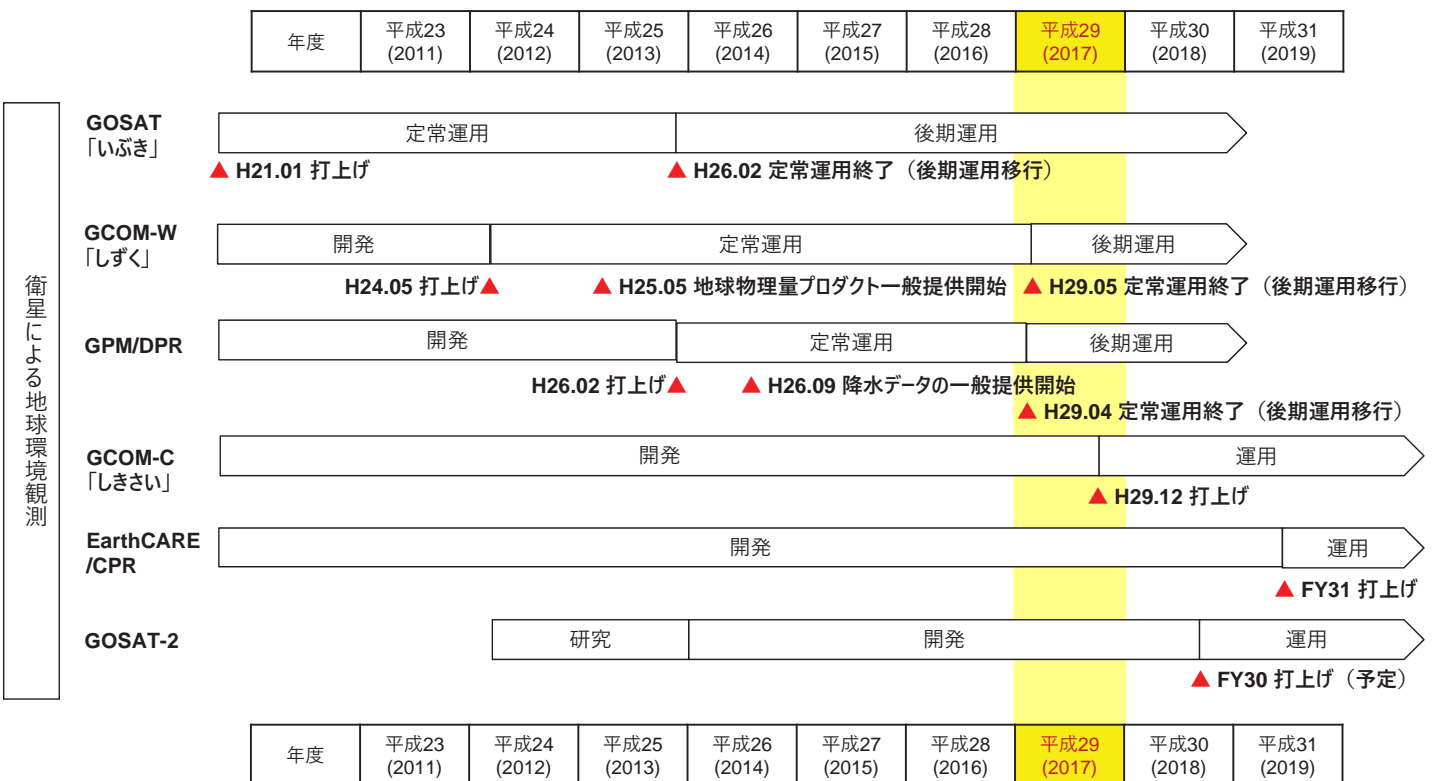 年度
平成23
(2011)
平成24
(2012)
平成25
(2013)
平成26
(2014)
平成27
(2015)
平成28
(2016)
平成29
(2017)
平成30
(2018)
平成31
(2019)
衛星による地球環境観測
GOSAT
「いぶき」
定常運用
後期運用
▲ H21.01 打上げ
▲ H26.02 定常運用終了（後期運用移行）
GCOM-W
「しずく」
開発
定常運用
後期運用
H24.05 打上げ▲
▲ H25.05 地球物理量プロダクト一般提供開始
▲ H29.05 定常運用終了（後期運用移行）
GPM/DPR
開発
定常運用
後期運用
H26.02 打上げ▲
▲ H26.09 降水データの一般提供開始
▲ H29.04 定常運用終了（後期運用移行）
GCOM-C
「しきさい」
開発
運用
▲ H29.12 打上げ
EarthCARE
/CPR
開発
運用
▲ FY31 打上げ
GOSAT-2
研究
開発
運用
▲ FY30 打上げ（予定）
年度
平成23
(2011)
平成24
(2012)
平成25
(2013)
平成26
(2014)
平成27
(2015)
平成28
(2016)
平成29
(2017)
平成30
(2018)
平成31
(2019)